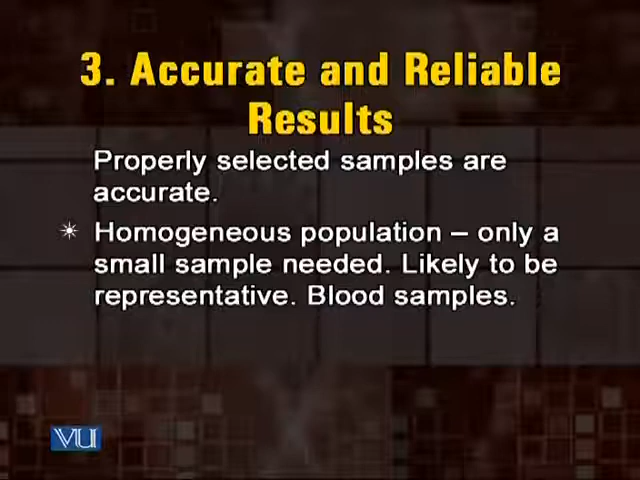 3. Accurate and Reliable
Results
Properly selected samples are
accurate.
Homogeneous population – only a
small sample needed. Likely to be
representative. Blood samples.
VU